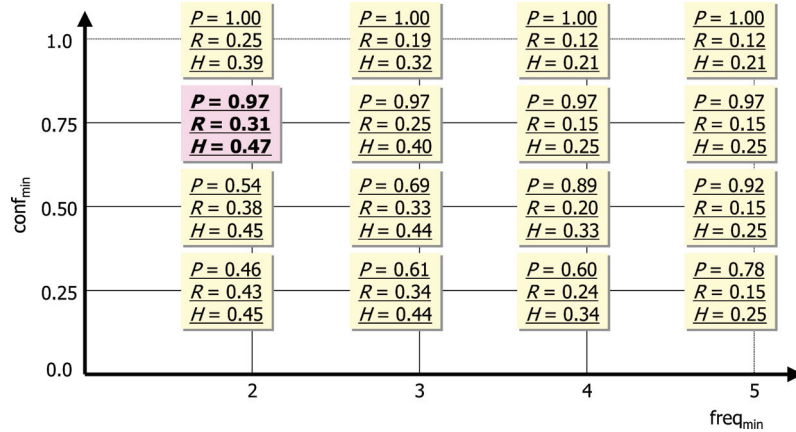 P = 1.00 P = 1.00 P = 1.00 P = 1.00
1.0 R = 0.25 R = 0.19 R = 0.12 R = 0.12
H = 0.39 H = 0.32 H = 0.21 H = 0.21
P = 0.97 P = 0.97 P = 0.97 P = 0.97
0.75 R = 0.31 R = 0.25 R = 0.15 R = 0.15
H = 0.47 H = 0.40 H = 0.25 H = 0.25
P = 0.54 P = 0.69 P = 0.89 P = 0.92
conf_min 0.50 R = 0.38 R = 0.33 R = 0.20 R = 0.15
H = 0.45 H = 0.44 H = 0.33 H = 0.25
P = 0.46 P = 0.61 P = 0.60 P = 0.78
0.25 R = 0.43 R = 0.34 R = 0.24 R = 0.15
H = 0.45 H = 0.44 H = 0.34 H = 0.25
0.0
2 3 4 5
freq_min